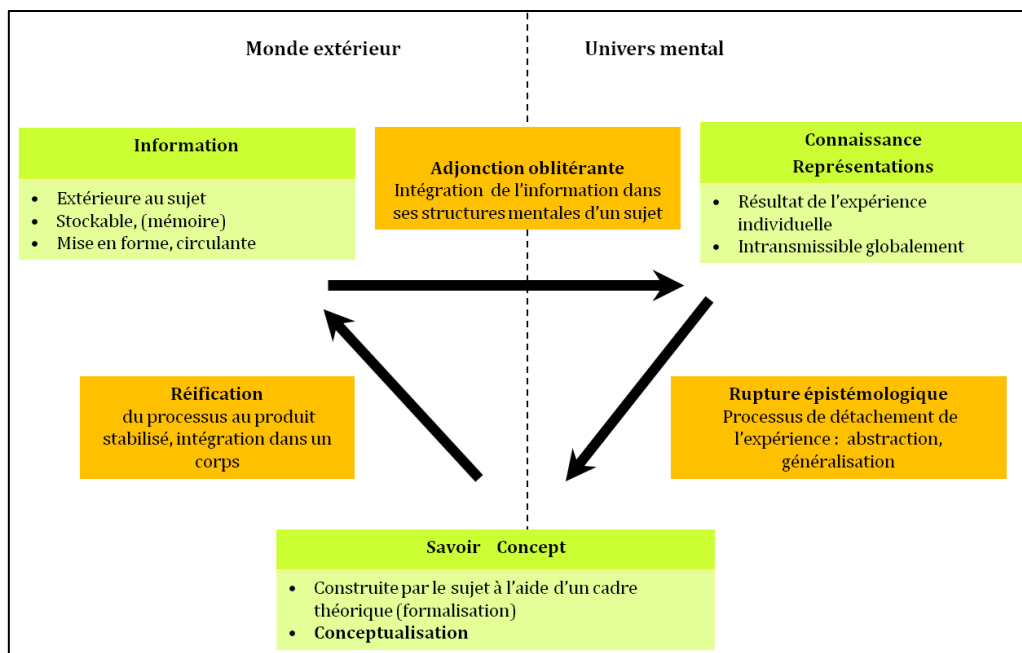 Monde extérieur
Univers mental
Information
• Extérieure au sujet
• Stockable, (mémoire)
• Mise en forme, circulante
Adjonction oblitérante
Intégration de l'information dans
ses structures mentales d'un sujet
Connaissance
Représentations
• Résultat de l'expérience
individuelle
• Intransmissible globalement
Réification
du processus au produit
stabilisé, intégration dans un
corps
Rupture épistémologique
Processus de détachement de
l'expérience : abstraction,
généralisation
Savoir Concept
• Construite par le sujet à l'aide d'un cadre
théorique (formalisation)
• Conceptualisation